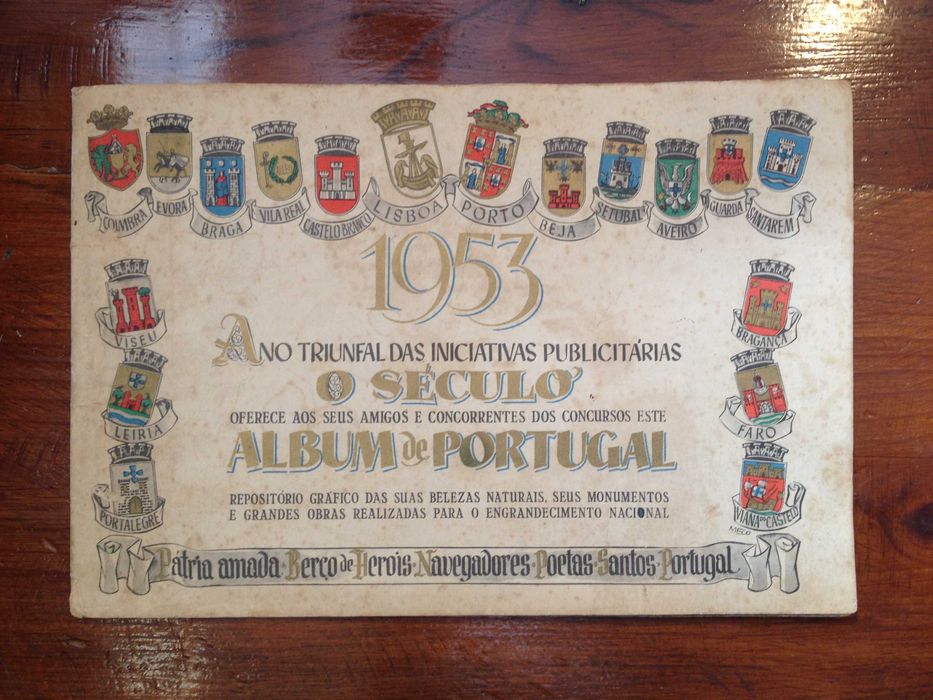 COIMBRA
EVORA
BRAGA
VILA REAL
CASTELO BRANCO
LISBOA
PORTO
BEJA
SETUBAL
AVEIRO
GUARDA
SANTAREM
1953
ANO TRIUNFAL DAS INICIATIVAS PUBLICITÁRIAS
O SÉCULO
OFERECE AOS SEUS AMIGOS E CONCORRENTES DOS CONCURSOS ESTE
ALBUM de PORTUGAL
REPOSITÓRIO GRÁFICO DAS SUAS BELEZAS NATURAIS, SEUS MONUMENTOS
E GRANDES OBRAS REALIZADAS PARA O ENGRANDECIMENTO NACIONAL
VISEU
LEIRIA
PORTALEGRE
BRAGANÇA
FARO
VIANA DO CASTELO
MÉCO
Pátria amada · Berço de Herois · Navegadores · Poetas · Santos · Portugal